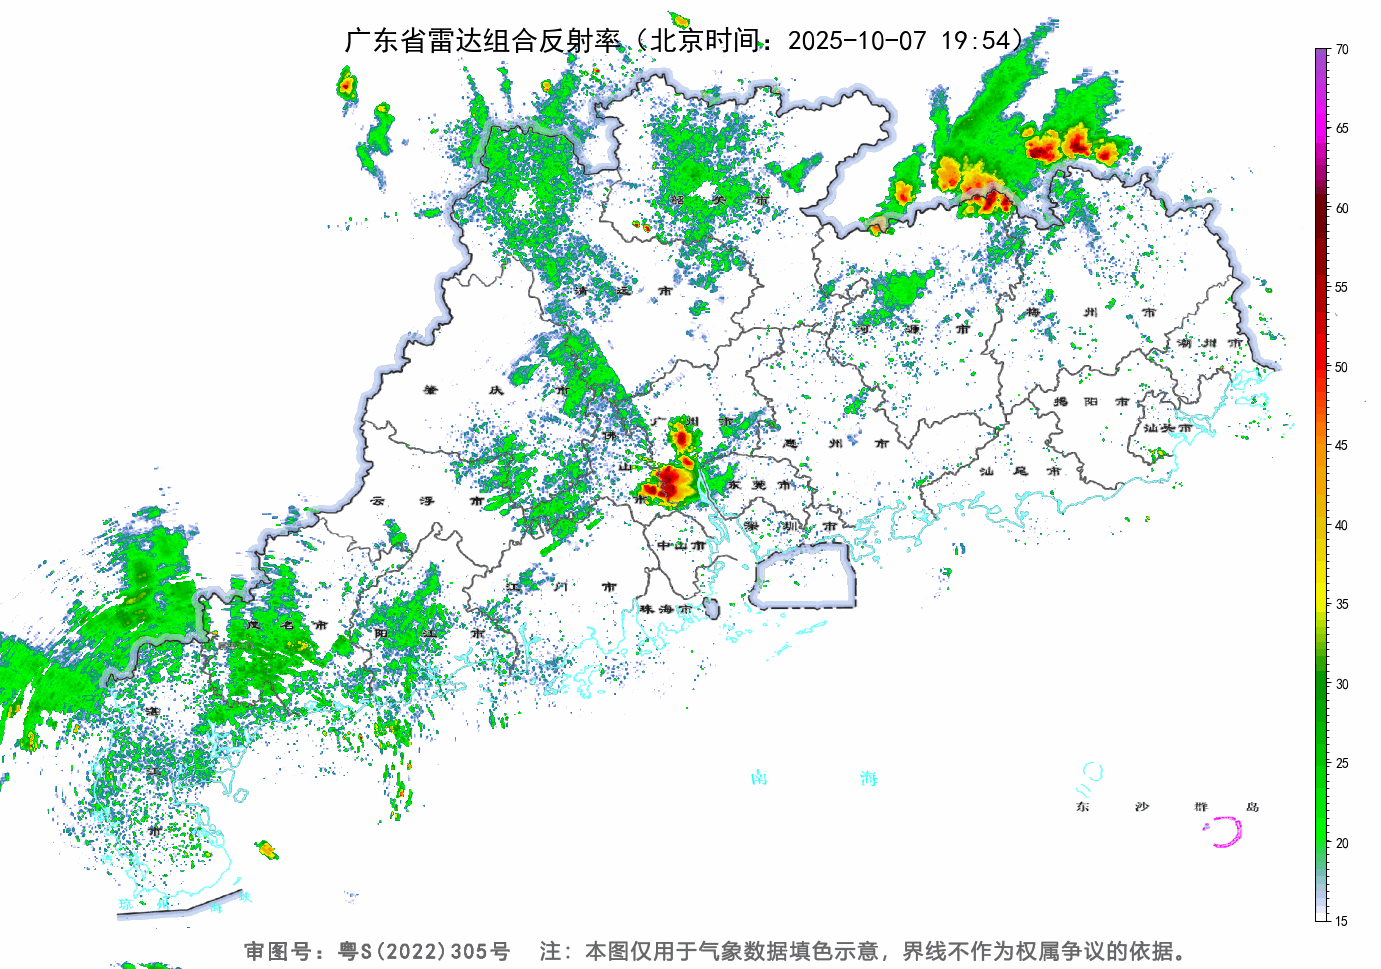 广东省雷达组合反射率（北京时间：2025-10-07 19:54）
70
65
60
55
50
45
40
35
30
25
20
15
韶 关 市
清 远 市
河 源 市
梅 州 市
潮 州 市
肇 庆 市
广 州 市
惠 州 市
揭 阳 市
汕头市
佛 山 市
东 莞 市
汕 尾 市
云 浮 市
深 圳 市
中山市
江 门 市
珠海市
茂 名 市
阳 江 市
湛 江 市
南 海
东 沙 群 岛
琼 州 海 峡
审图号：粤S(2022)305号 注：本图仅用于气象数据填色示意，界线不作为权属争议的依据。